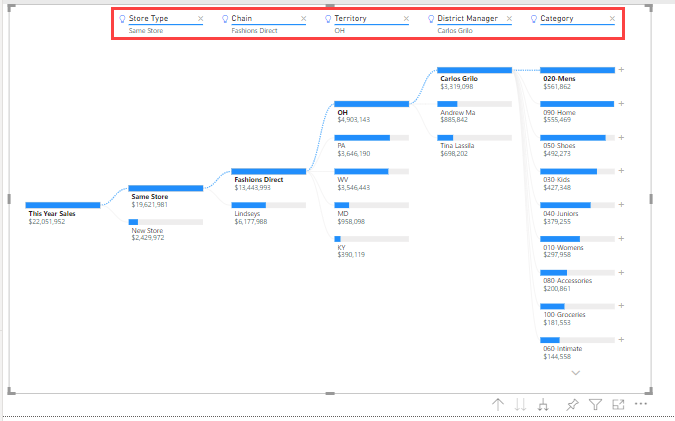 Store Type
Same Store
Chain
Fashions Direct
Territory
OH
District Manager
Carlos Grilo
Category
This Year Sales
$22,051,952
Same Store
$19,621,981
New Store
$2,429,972
Fashions Direct
$13,443,993
Lindseys
$6,177,988
OH
$4,903,143
PA
$3,646,190
WV
$3,546,443
MD
$958,098
KY
$390,119
Carlos Grilo
$3,319,098
Andrew Ma
$885,842
Tina Lassila
$698,202
020-Mens
$561,862
090-Home
$555,469
050-Shoes
$492,273
030-Kids
$427,348
040-Juniors
$379,255
010-Womens
$297,958
080-Accessories
$200,861
100-Groceries
$181,553
060-Intimate
$144,558